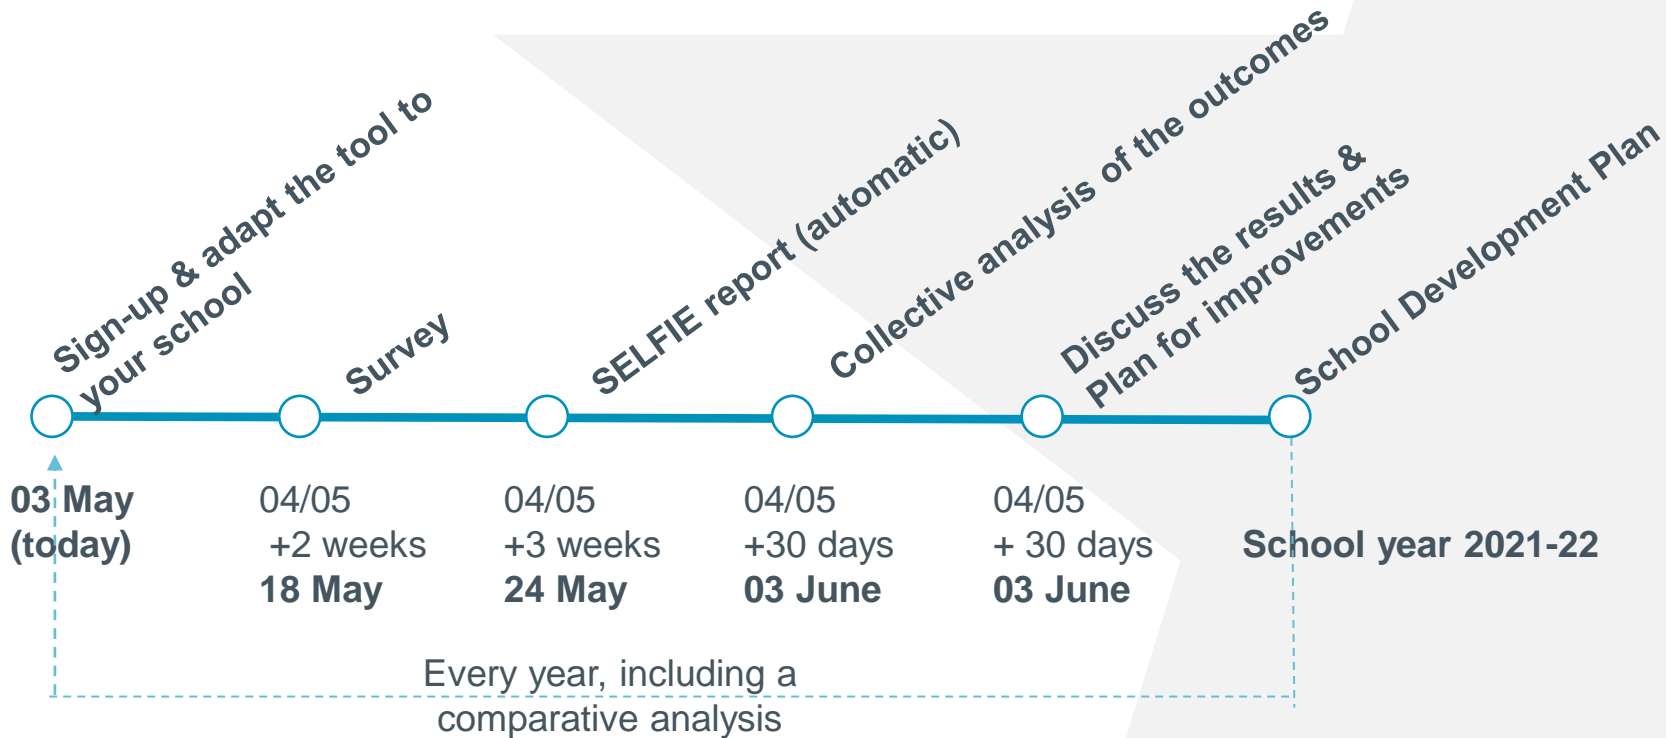 Sign-up & adapt the tool to
your school
Survey
SELFIE report (automatic)
Collective analysis of the outcomes
Discuss the results &
Plan for improvements
School Development Plan
03 May
(today)
04/05
+2 weeks
18 May
04/05
+3 weeks
24 May
04/05
+30 days
03 June
04/05
+ 30 days
03 June
School year 2021-22
Every year, including a
comparative analysis